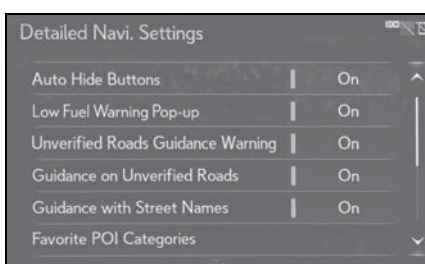 Detailed Navi. Settings
DCM
Auto Hide Buttons On
Low Fuel Warning Pop-up On
Unverified Roads Guidance Warning On
Guidance on Unverified Roads On
Guidance with Street Names On
Favorite POI Categories